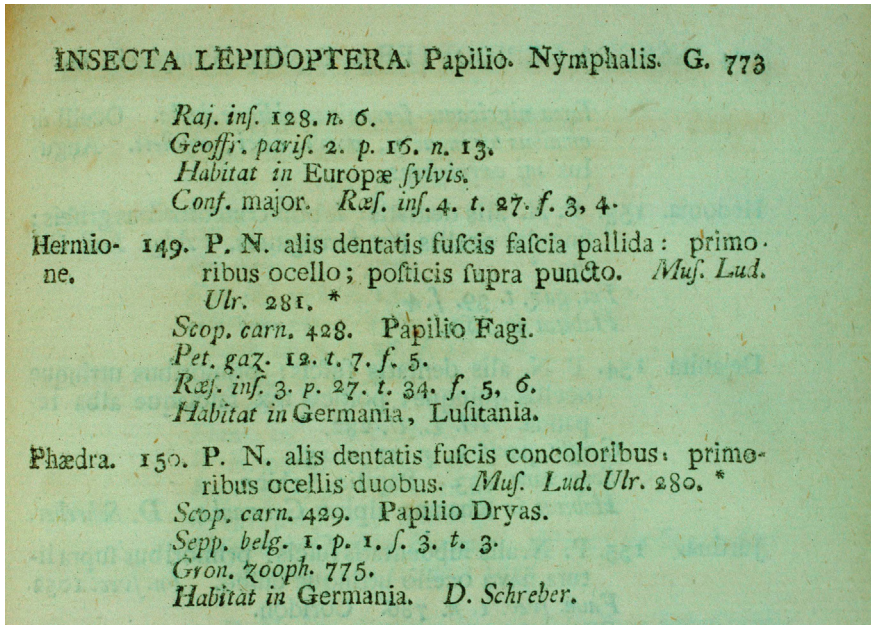 INSECTA LEPIDOPTERA. Papilio. Nymphalis. G. 773
Raj. inſ. 128. n. 6.
Geoffr. pariſ. 2. p. 16. n. 13.
Habitat in Europæ ſylvis.
Conf. major. Rœſ. inſ. 4. t. 27. f. 3, 4.
Hermio- 149. P. N. alis dentatis fuſcis faſcia pallida: primo-
ne. ribus ocello; poſticis ſupra puncto. Muſ. Lud.
Ulr. 281. *
Scop. carn. 428. Papilio Fagi.
Pet. gaz. 12. t. 7. f. 5.
Rœſ. inſ. 3. p. 27. t. 34. f. 5, 6.
Habitat in Germania, Luſitania.
Phædra. 150. P. N. alis dentatis fuſcis concoloribus: primo-
ribus ocellis duobus. Muſ. Lud. Ulr. 280. *
Scop. carn. 429. Papilio Dryas.
Sepp. belg. 1. p. 1. ſ. 3. t. 3.
Gron. zooph. 775.
Habitat in Germania. D. Schreber.